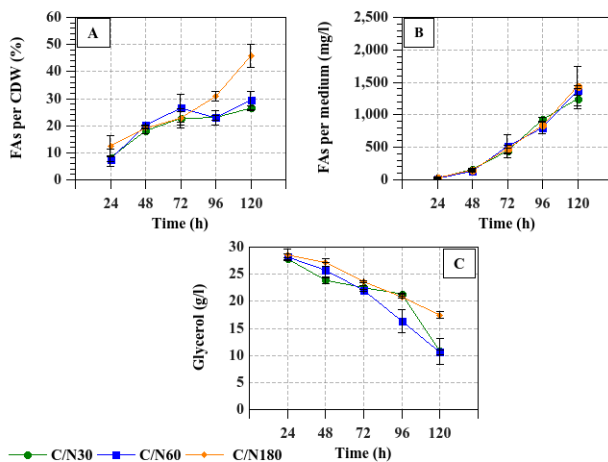 60
50
40
30
20
10
0
FAs per CDW (%)
A
24 48 72 96 120
Time (h)
2,500
2,000
1,500
1,000
500
0
FAs per medium (mg/l)
B
24 48 72 96 120
Time (h)
30
25
20
15
10
5
0
Glycerol (g/l)
C
24 48 72 96 120
Time (h)
C/N30 C/N60 C/N180